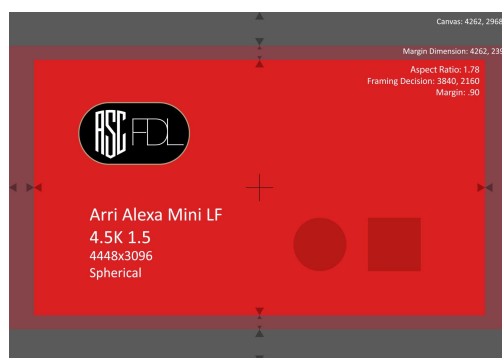 Canvas: 4262, 2968
Margin Dimension: 4262, 239
Aspect Ratio: 1.78
Framing Decision: 3840, 2160
Margin: .90
ASC FDL
Arri Alexa Mini LF
4.5K 1.5
4448x3096
Spherical